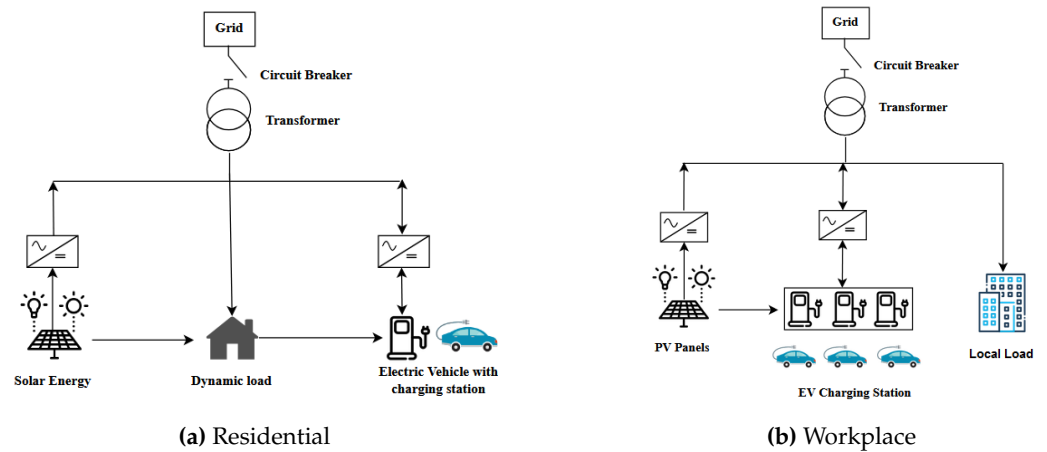 Grid
Circuit Breaker
Transformer
Solar Energy
Dynamic load
Electric Vehicle with
charging station
(a) Residential
Grid
Circuit Breaker
Transformer
PV Panels
EV Charging Station
Local Load
(b) Workplace